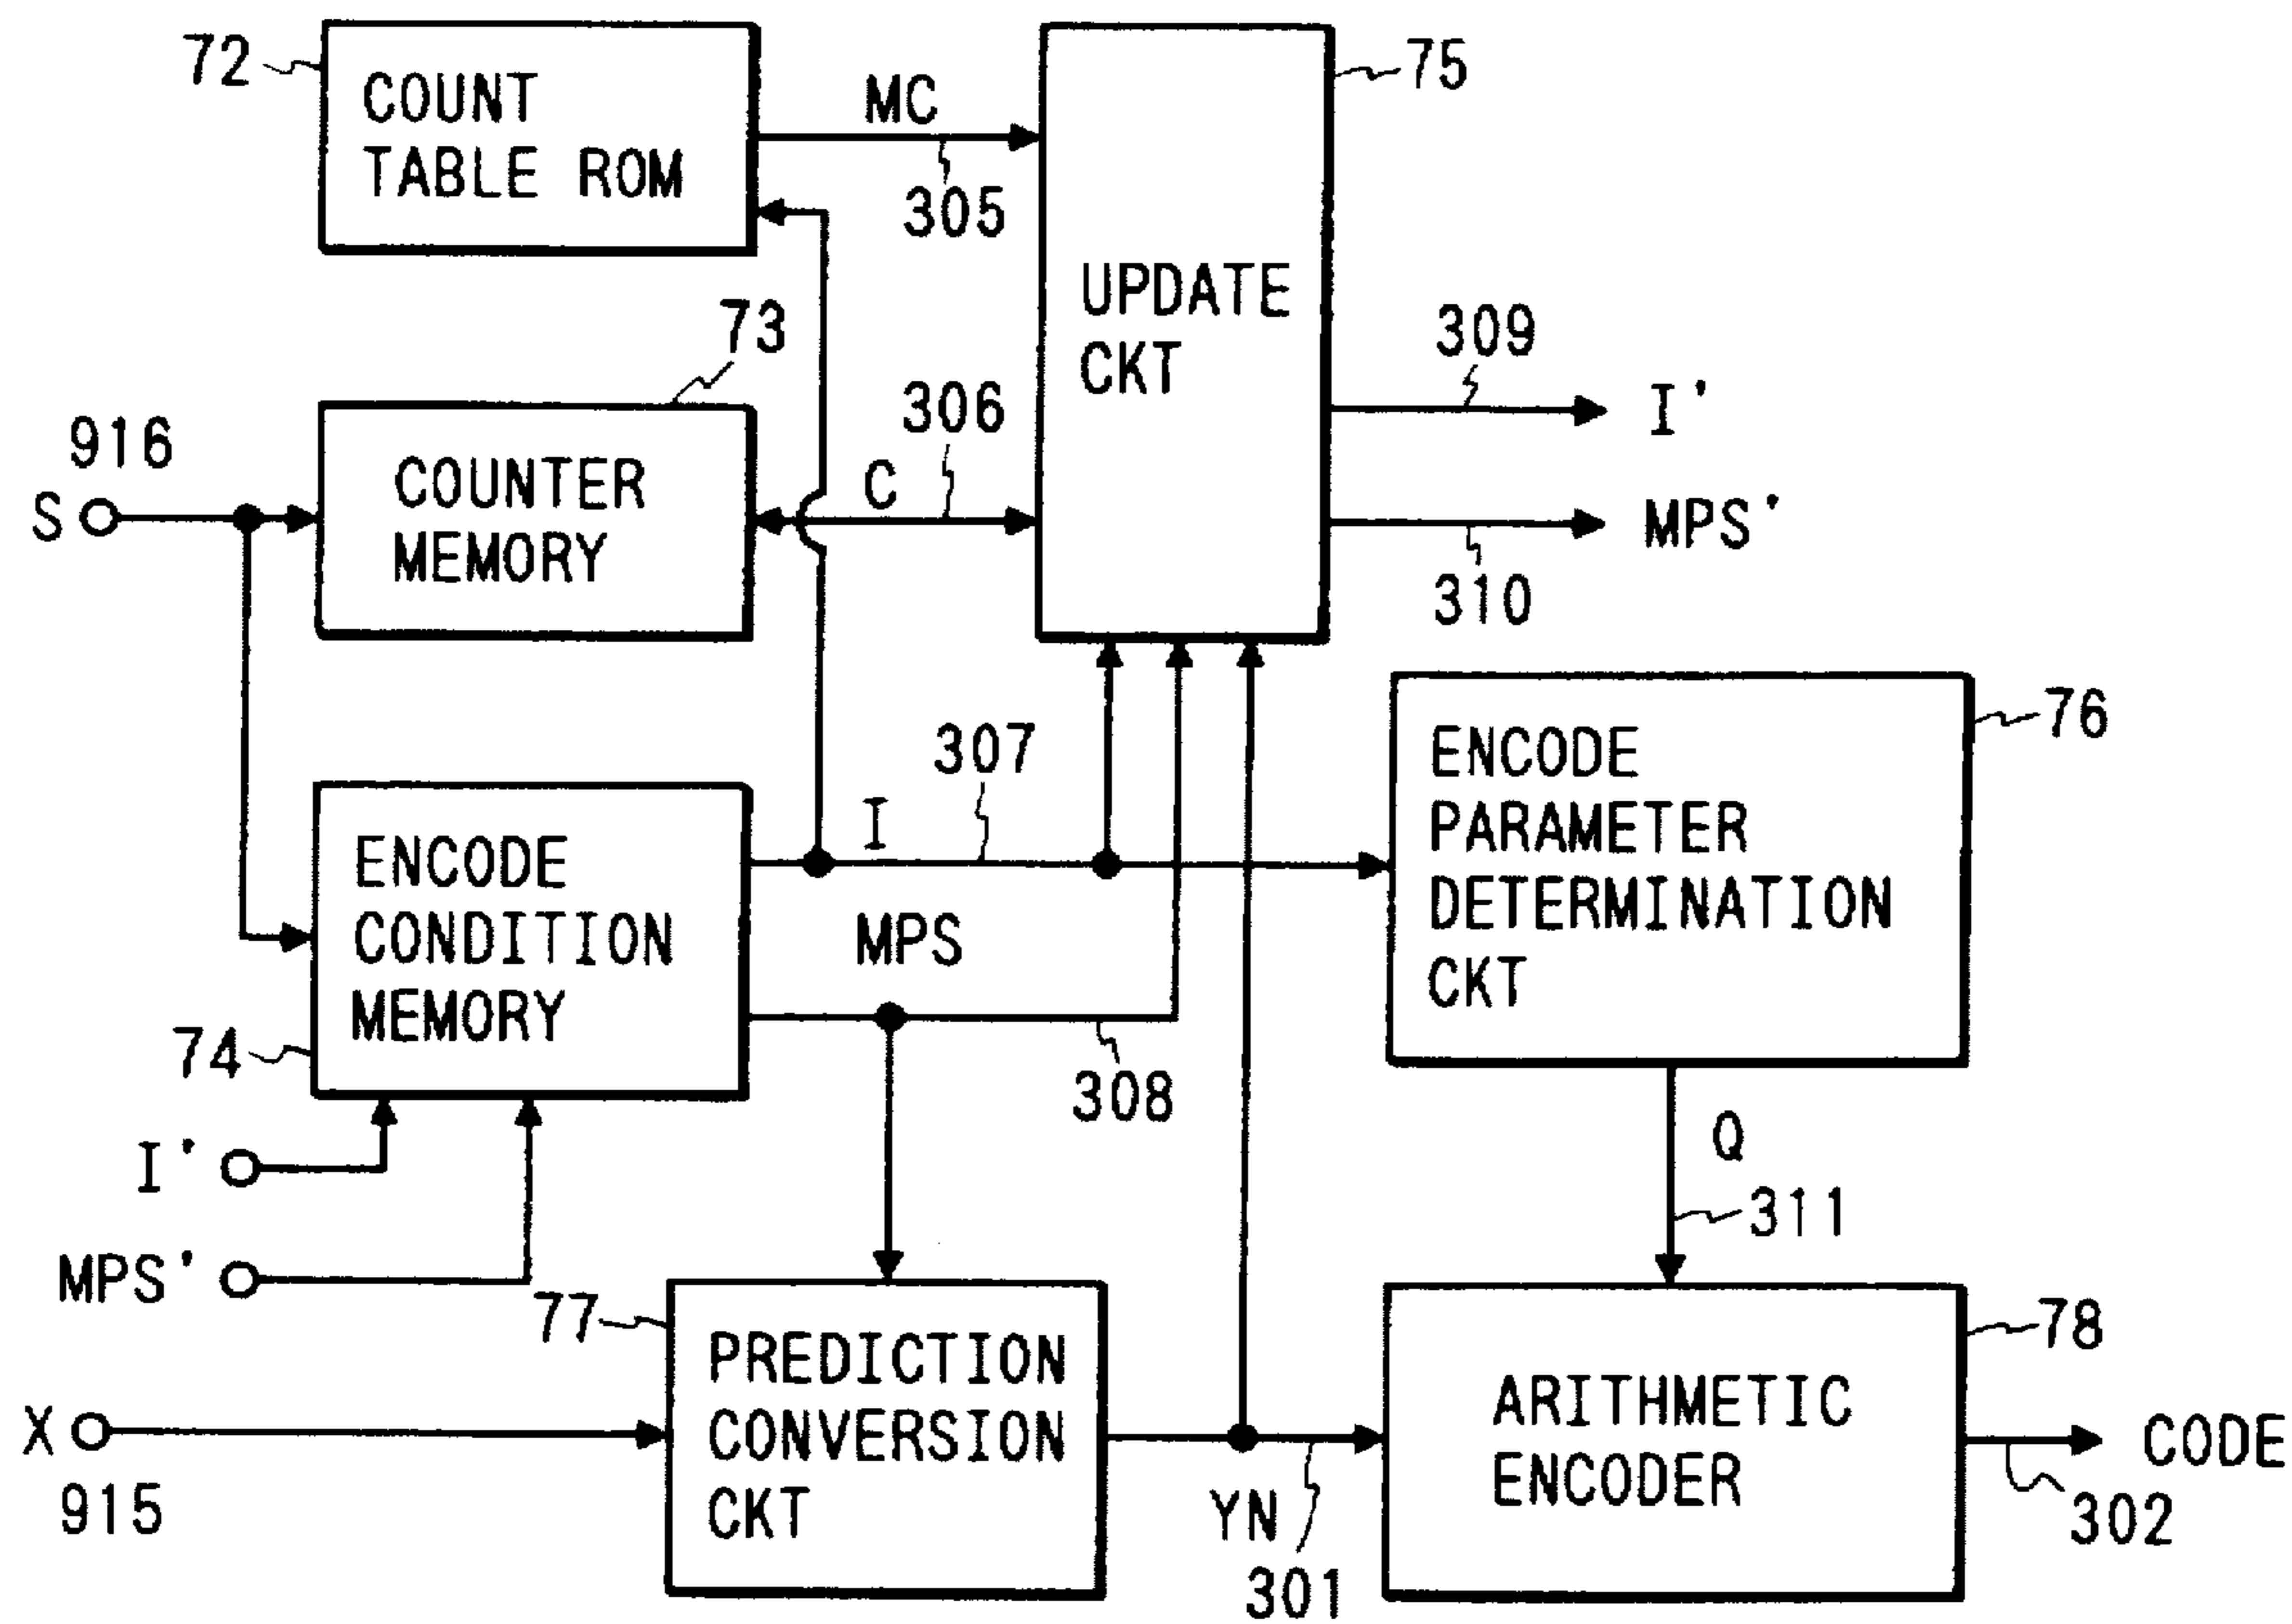 72
COUNT
TABLE ROM
MC
305
75
UPDATE
CKT
73
916
S
COUNTER
MEMORY
306
C
309
I'
MPS'
310
307
I
76
ENCODE
PARAMETER
DETERMINATION
CKT
ENCODE
CONDITION
MEMORY
74
MPS
308
I'
MPS'
Q
311
77
PREDICTION
CONVERSION
CKT
X
915
YN
301
78
ARITHMETIC
ENCODER
CODE
302